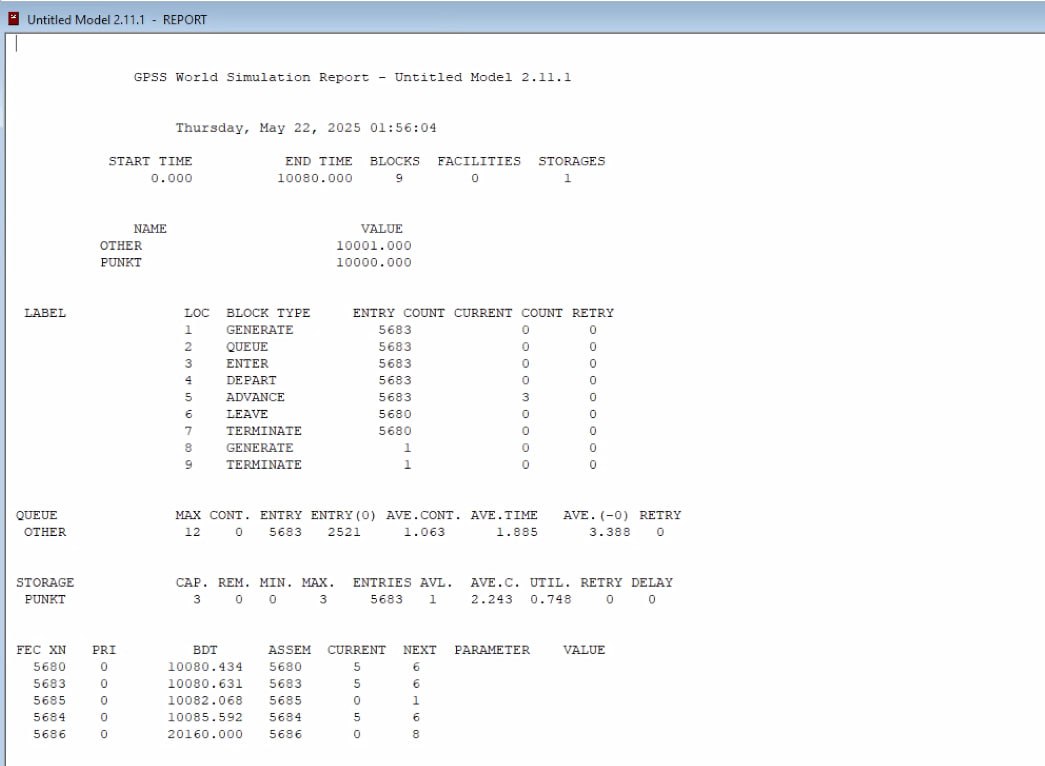 Untitled Model 2.11.1 - REPORT
GPSS World Simulation Report - Untitled Model 2.11.1
Thursday, May 22, 2025 01:56:04
START TIME END TIME BLOCKS FACILITIES STORAGES
0.000 10080.000 9 0 1
NAME VALUE
OTHER 10001.000
PUNKT 10000.000
LABEL LOC BLOCK TYPE ENTRY COUNT CURRENT COUNT RETRY
1 GENERATE 5683 0 0
2 QUEUE 5683 0 0
3 ENTER 5683 0 0
4 DEPART 5683 0 0
5 ADVANCE 5683 3 0
6 LEAVE 5680 0 0
7 TERMINATE 5680 0 0
8 GENERATE 1 0 0
9 TERMINATE 1 0 0
QUEUE MAX CONT. ENTRY ENTRY(0) AVE.CONT. AVE.TIME AVE.(-0) RETRY
OTHER 12 0 5683 2521 1.063 1.885 3.388 0
STORAGE CAP. REM. MIN. MAX. ENTRIES AVL. AVE.C. UTIL. RETRY DELAY
PUNKT 3 0 0 3 5683 1 2.243 0.748 0 0
FEC XN PRI BDT ASSEM CURRENT NEXT PARAMETER VALUE
5680 0 10080.434 5680 5 6
5683 0 10080.631 5683 5 6
5685 0 10082.068 5685 0 1
5684 0 10085.592 5684 5 6
5686 0 20160.000 5686 0 8